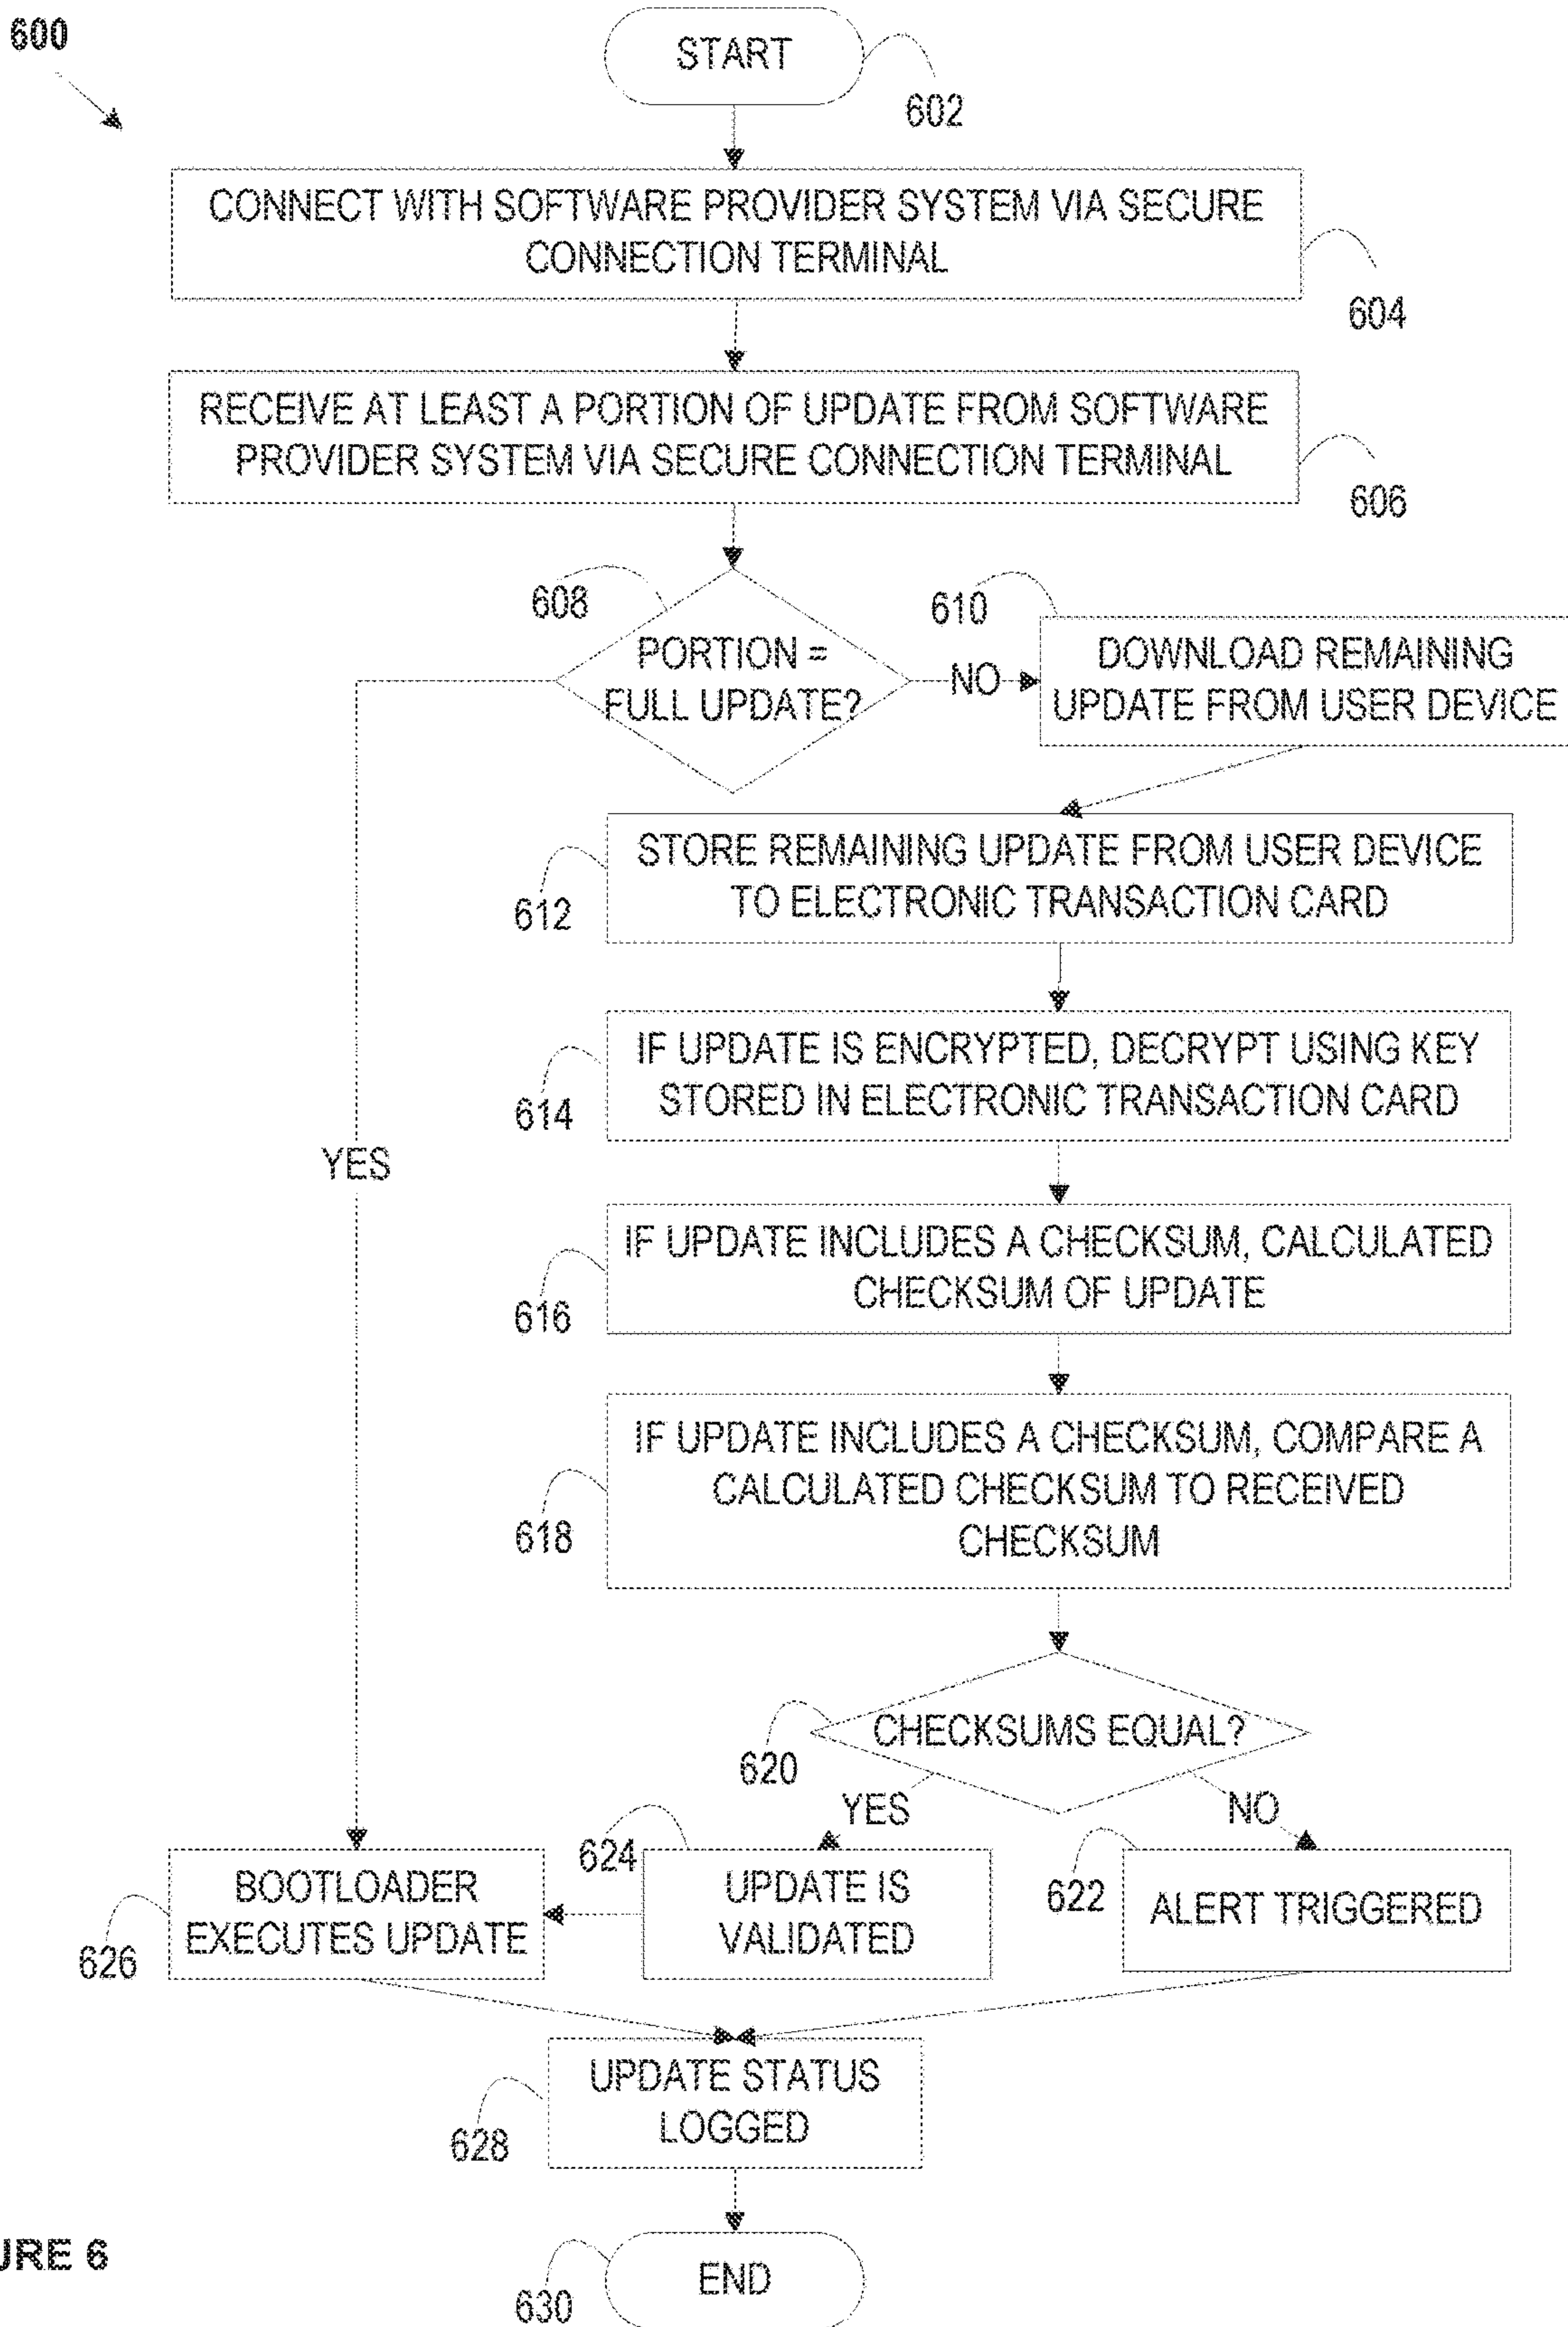 600
START
602
CONNECT WITH SOFTWARE PROVIDER SYSTEM VIA SECURE
CONNECTION TERMINAL
604
RECEIVE AT LEAST A PORTION OF UPDATE FROM SOFTWARE
PROVIDER SYSTEM VIA SECURE CONNECTION TERMINAL
606
608
PORTION =
FULL UPDATE?
NO
610
DOWNLOAD REMAINING
UPDATE FROM USER DEVICE
STORE REMAINING UPDATE FROM USER DEVICE
TO ELECTRONIC TRANSACTION CARD
612
IF UPDATE IS ENCRYPTED, DECRYPT USING KEY
STORED IN ELECTRONIC TRANSACTION CARD
614
YES
IF UPDATE INCLUDES A CHECKSUM, CALCULATED
CHECKSUM OF UPDATE
616
IF UPDATE INCLUDES A CHECKSUM, COMPARE A
CALCULATED CHECKSUM TO RECEIVED
CHECKSUM
618
CHECKSUMS EQUAL?
620
YES
NO
624
UPDATE IS
VALIDATED
622
ALERT TRIGGERED
BOOTLOADER
EXECUTES UPDATE
626
UPDATE STATUS
LOGGED
628
END
630
URE 6